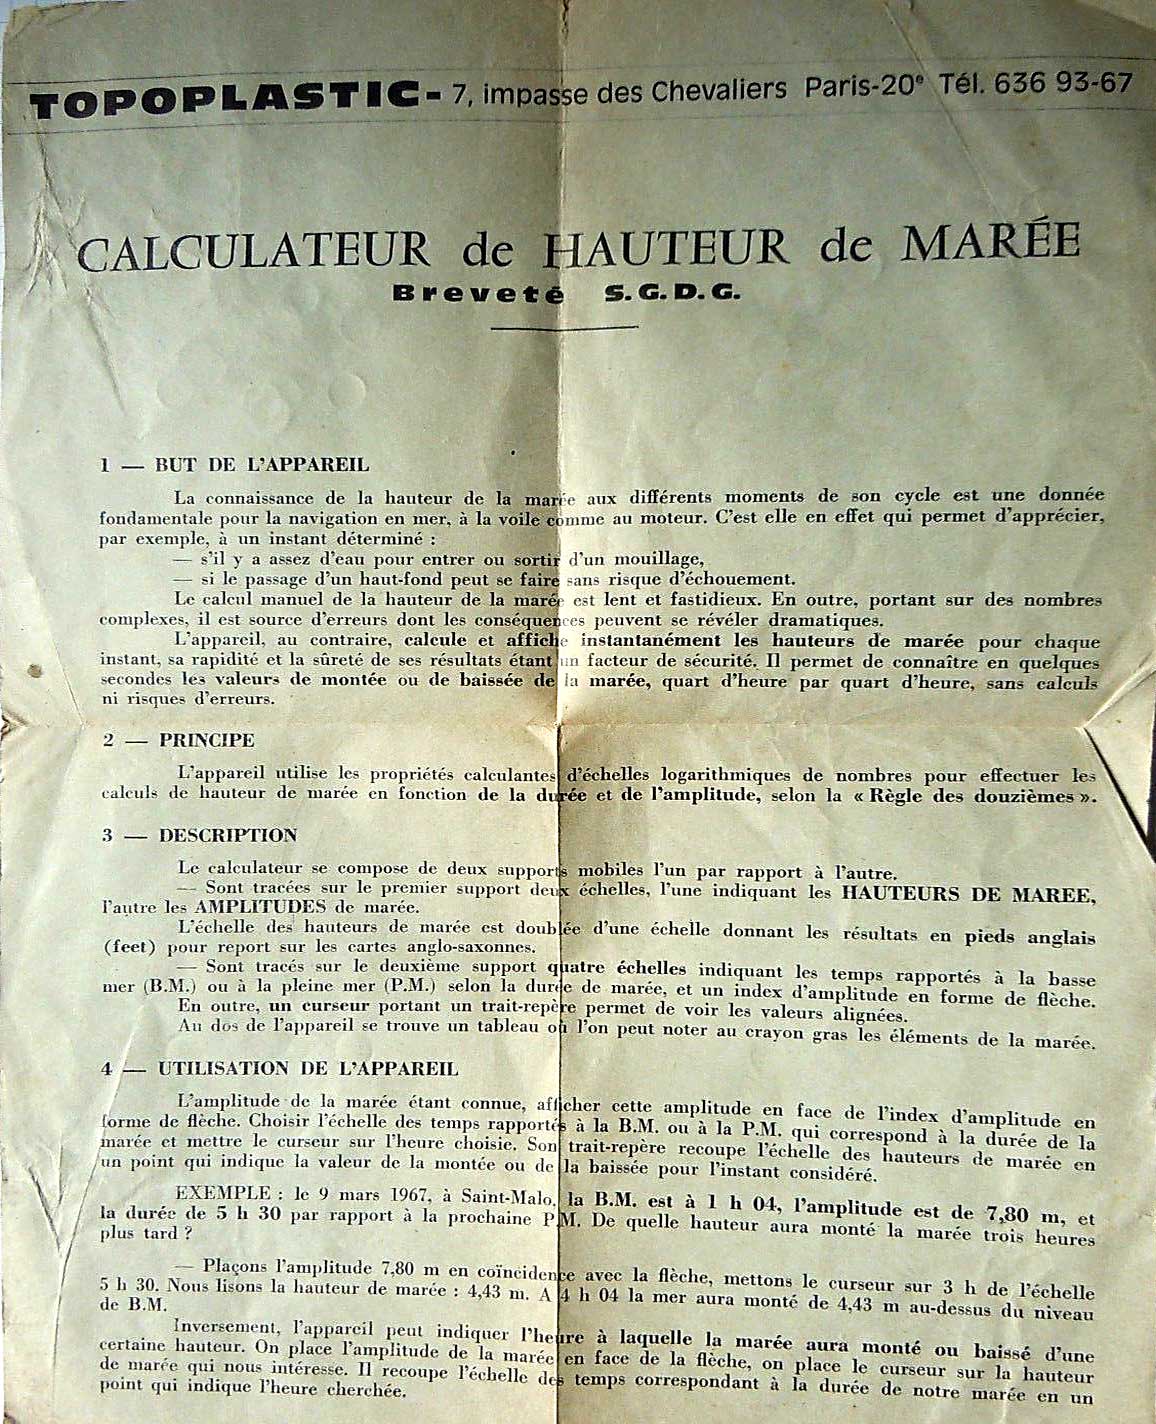 TOPOPLASTIC - 7, impasse des Chevaliers Paris-20e Tél. 636 93-67
CALCULATEUR de HAUTEUR de MARÉE
Breveté S.G.D.G.
1 — BUT DE L'APPAREIL
La connaissance de la hauteur de la marée aux différents moments de son cycle est une donnée
fondamentale pour la navigation en mer, à la voile comme au moteur. C'est elle en effet qui permet d'apprécier,
par exemple, à un instant déterminé :
— s'il y a assez d'eau pour entrer ou sortir d'un mouillage,
— si le passage d'un haut-fond peut se faire sans risque d'échouement.
Le calcul manuel de la hauteur de la marée est lent et fastidieux. En outre, portant sur des nombres
complexes, il est source d'erreurs dont les conséquences peuvent se révéler dramatiques.
L'appareil, au contraire, calcule et affiche instantanément les hauteurs de marée pour chaque
instant, sa rapidité et la sûreté de ses résultats étant un facteur de sécurité. Il permet de connaître en quelques
secondes les valeurs de montée ou de baissée de la marée, quart d'heure par quart d'heure, sans calculs
ni risques d'erreurs.
2 — PRINCIPE
L'appareil utilise les propriétés calculantes d'échelles logarithmiques de nombres pour effectuer les
calculs de hauteur de marée en fonction de la durée et de l'amplitude, selon la « Règle des douzièmes ».
3 — DESCRIPTION
Le calculateur se compose de deux supports mobiles l'un par rapport à l'autre.
— Sont tracées sur le premier support deux échelles, l'une indiquant les HAUTEURS DE MAREE,
l'autre les AMPLITUDES de marée.
L'échelle des hauteurs de marée est doublée d'une échelle donnant les résultats en pieds anglais
(feet) pour report sur les cartes anglo-saxonnes.
— Sont tracés sur le deuxième support quatre échelles indiquant les temps rapportés à la basse
mer (B.M.) ou à la pleine mer (P.M.) selon la durée de marée, et un index d'amplitude en forme de flèche.
En outre, un curseur portant un trait-repère permet de voir les valeurs alignées.
Au dos de l'appareil se trouve un tableau où l'on peut noter au crayon gras les éléments de la marée.
4 — UTILISATION DE L'APPAREIL
L'amplitude de la marée étant connue, afficher cette amplitude en face de l'index d'amplitude en
forme de flèche. Choisir l'échelle des temps rapportés à la B.M. ou à la P.M. qui correspond à la durée de la
marée et mettre le curseur sur l'heure choisie. Son trait-repère recoupe l'échelle des hauteurs de marée en
un point qui indique la valeur de la montée ou de la baissée pour l'instant considéré.
EXEMPLE : le 9 mars 1967, à Saint-Malo, la B.M. est à 1 h 04, l'amplitude est de 7,80 m, et
la durée de 5 h 30 par rapport à la prochaine P.M. De quelle hauteur aura monté la marée trois heures
plus tard ?
— Plaçons l'amplitude 7,80 m en coïncidence avec la flèche, mettons le curseur sur 3 h de l'échelle
5 h 30. Nous lisons la hauteur de marée : 4,43 m. A 4 h 04 la mer aura monté de 4,43 m au-dessus du niveau
de B.M.
Inversement, l'appareil peut indiquer l'heure à laquelle la marée aura monté ou baissé d'une
certaine hauteur. On place l'amplitude de la marée en face de la flèche, on place le curseur sur la hauteur
de marée qui nous intéresse. Il recoupe l'échelle des temps correspondant à la durée de notre marée en un
point qui indique l'heure cherchée.